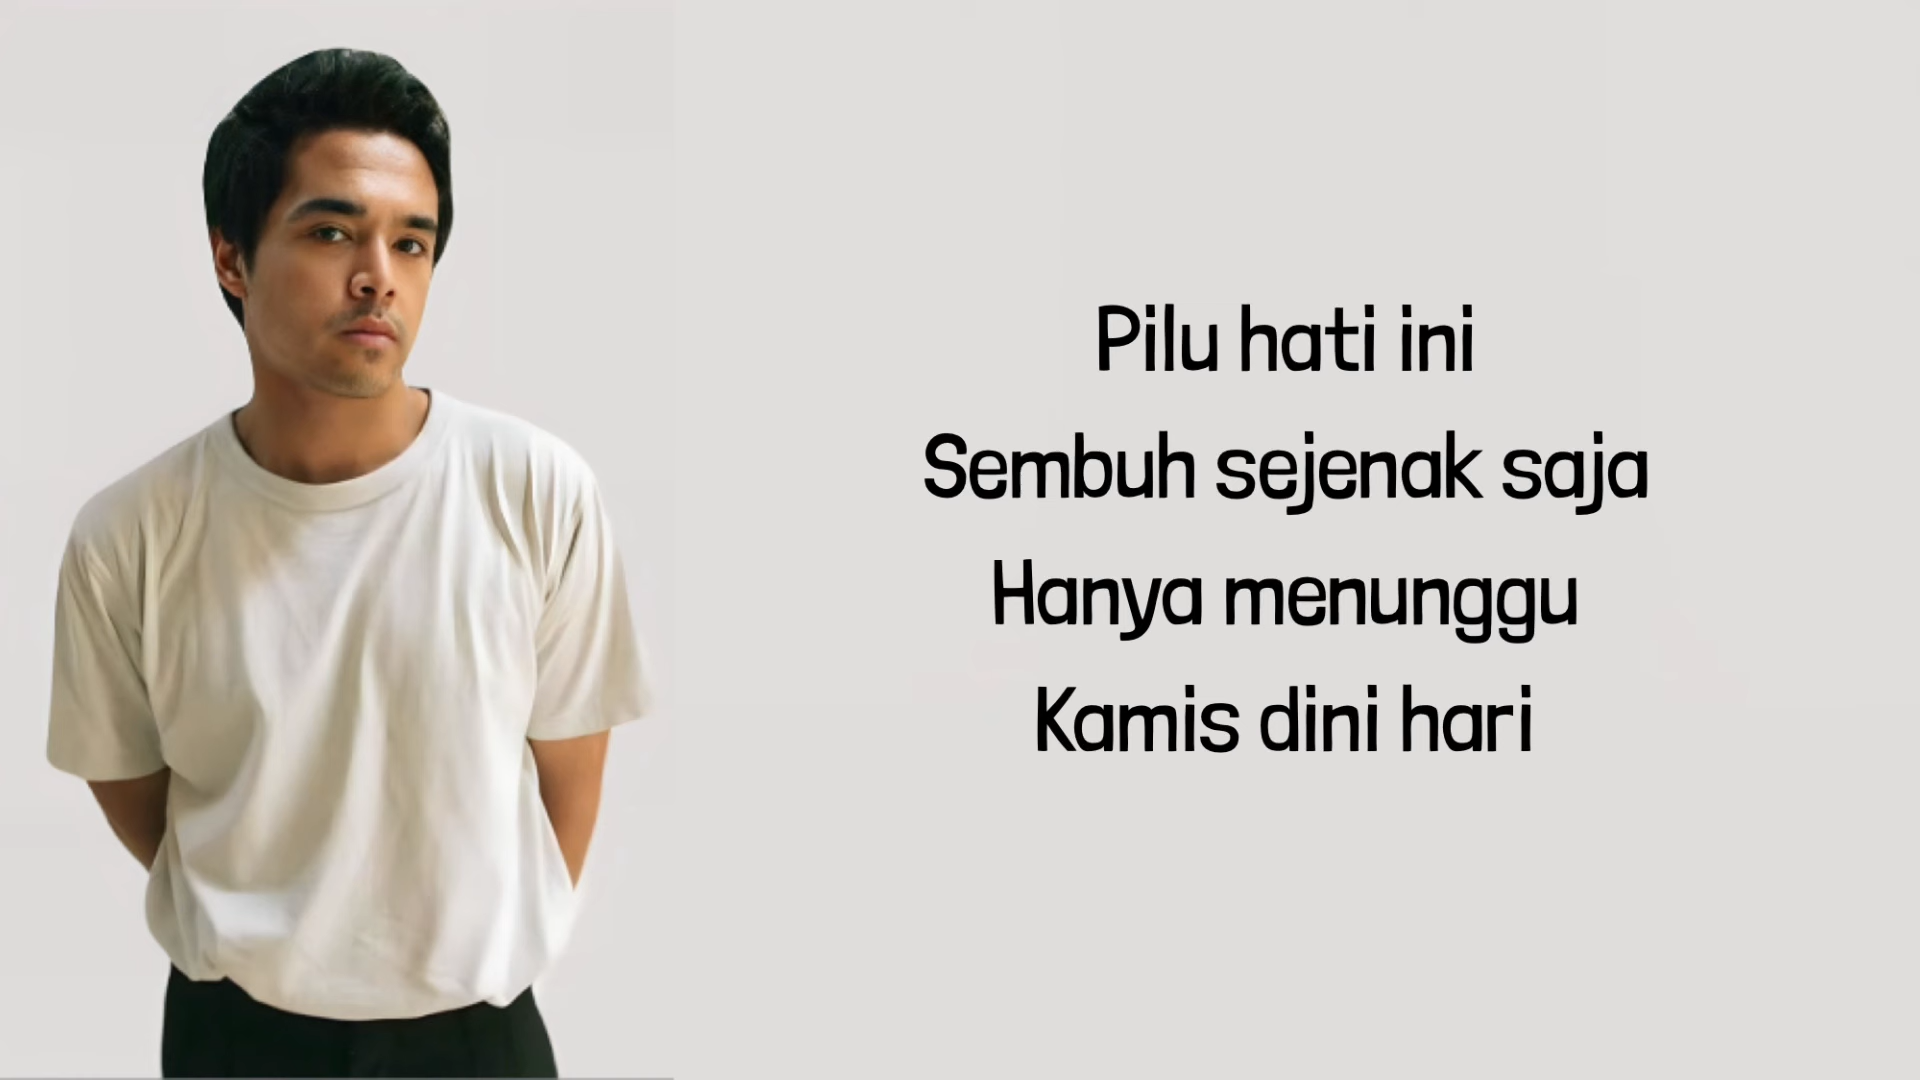 Pilu hati ini
Sembuh sejenak saja
Hanya menunggu
Kamis dini hari